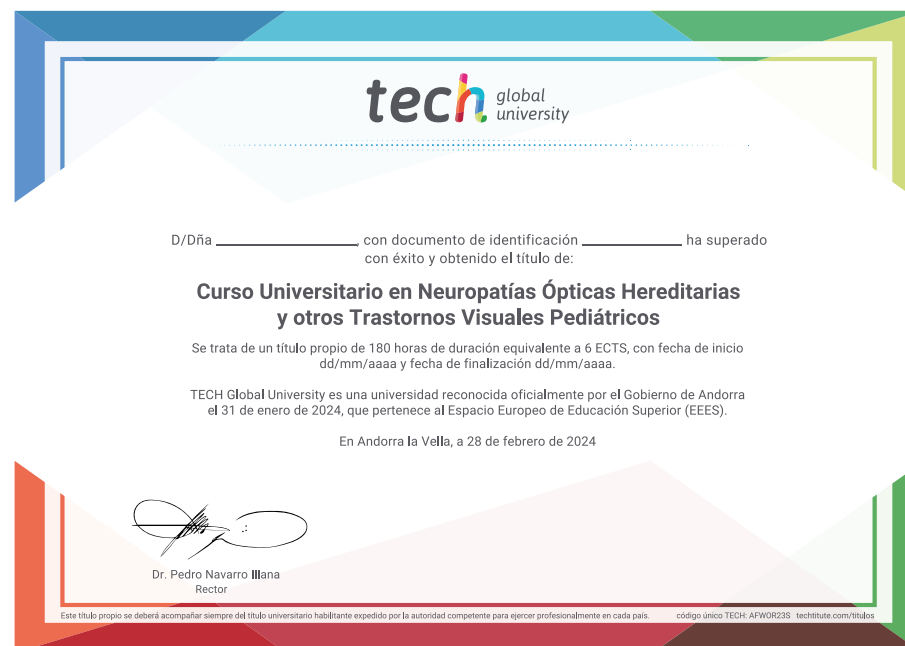 tech global
university
D/Dña ______________, con documento de identificación __________ ha superado
con éxito y obtenido el título de:
Curso Universitario en Neuropatías Ópticas Hereditarias
y otros Trastornos Visuales Pediátricos
Se trata de un título propio de 180 horas de duración equivalente a 6 ECTS, con fecha de inicio
dd/mm/aaaa y fecha de finalización dd/mm/aaaa.
TECH Global University es una universidad reconocida oficialmente por el Gobierno de Andorra
el 31 de enero de 2024, que pertenece al Espacio Europeo de Educación Superior (EEES).
En Andorra la Vella, a 28 de febrero de 2024
Dr. Pedro Navarro Illana
Rector
Este título propio se deberá acompañar siempre del título universitario habilitante expedido por la autoridad competente para ejercer profesionalmente en cada país. código único TECH: AFWOR23S techtitute.com/titulos